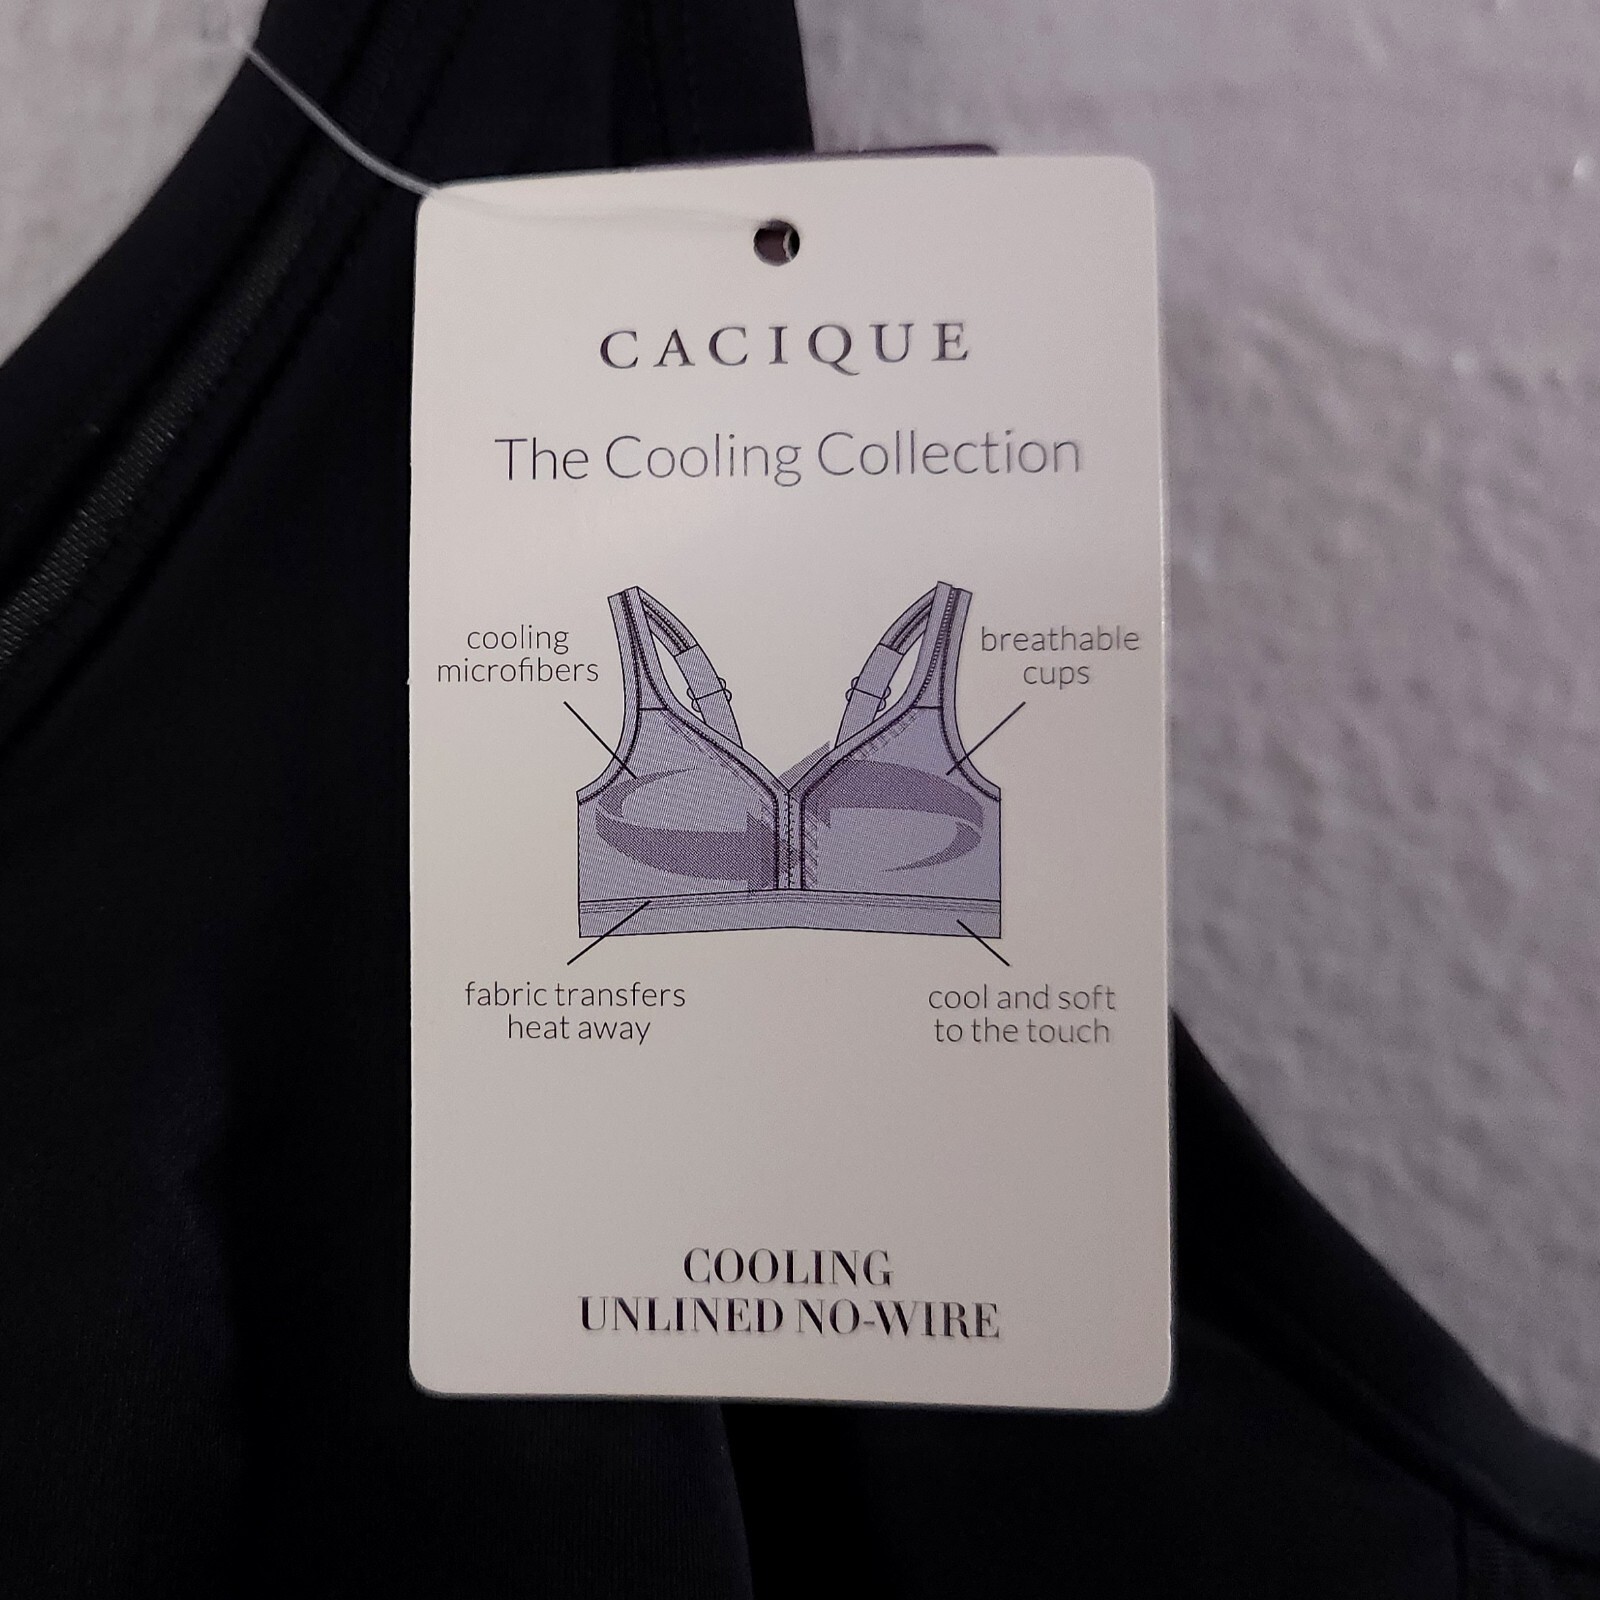 CACIQUE
The Cooling Collection
cooling
microfibers
breathable
cups
fabric transfers
heat away
cool and soft
to the touch
COOLING
UNLINED NO-WIRE